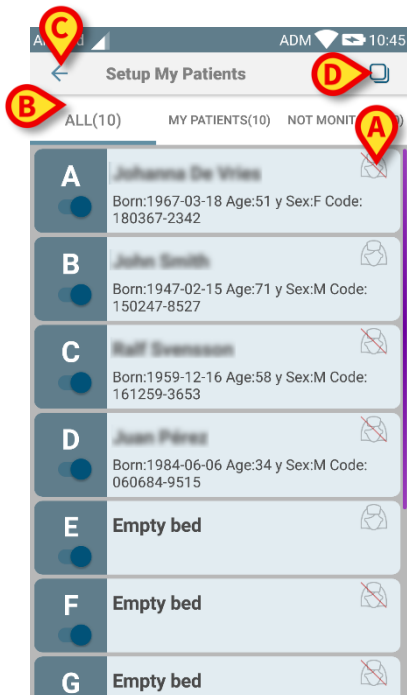 C
ADM 10:45
Setup My Patients
D
B
ALL(10)
MY PATIENTS(10)
NOT
A
A
Born:1967-03-18 Age:51 y Sex:F Code:
180367-2342
B
Born:1947-02-15 Age:71 y Sex:M Code:
150247-8527
C
Born:1959-12-16 Age:58 y Sex:M Code:
161259-3653
D
Born:1984-06-06 Age:34 y Sex:M Code:
060684-9515
E
Empty bed
F
Empty bed
G
Empty bed